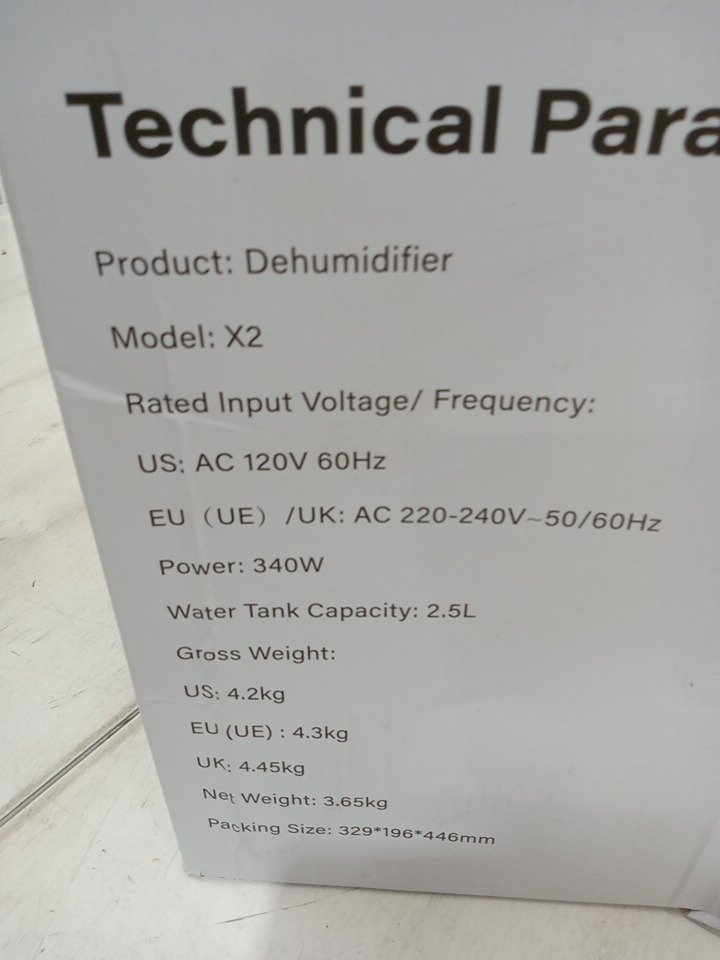 Technical Para
Product: Dehumidifier
Model: X2
Rated Input Voltage/ Frequency:
US: AC 120V 60Hz
EU（UE）/UK: AC 220-240V~50/60Hz
Power: 340W
Water Tank Capacity: 2.5L
Gross Weight:
US: 4.2kg
EU (UE) : 4.3kg
UK: 4.45kg
Net Weight: 3.65kg
Packing Size: 329*196*446mm